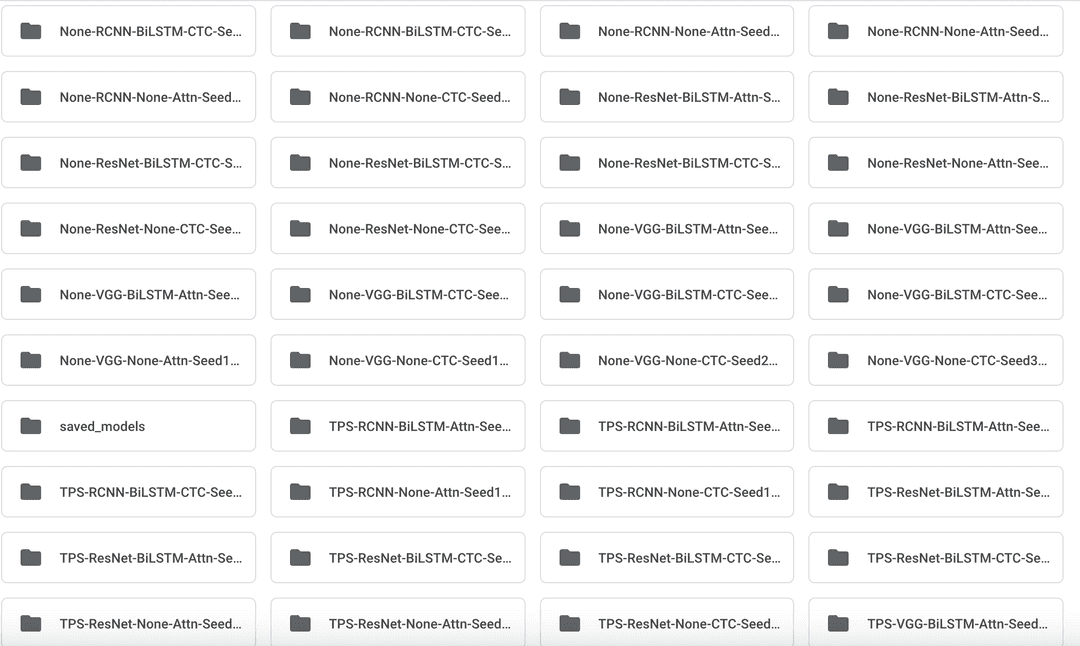 None-RCNN-BiLSTM-CTC-Se...
None-RCNN-BiLSTM-CTC-Se...
None-RCNN-None-Attn-Seed...
None-RCNN-None-Attn-Seed...
None-RCNN-None-Attn-Seed...
None-RCNN-None-CTC-Seed...
None-ResNet-BiLSTM-Attn-S...
None-ResNet-BiLSTM-Attn-S...
None-ResNet-BiLSTM-CTC-S...
None-ResNet-BiLSTM-CTC-S...
None-ResNet-BiLSTM-CTC-S...
None-ResNet-None-Attn-See...
None-ResNet-None-CTC-See...
None-ResNet-None-CTC-See...
None-VGG-BiLSTM-Attn-See...
None-VGG-BiLSTM-Attn-See...
None-VGG-BiLSTM-Attn-See...
None-VGG-BiLSTM-CTC-See...
None-VGG-BiLSTM-CTC-See...
None-VGG-BiLSTM-CTC-See...
None-VGG-None-Attn-Seed1...
None-VGG-None-CTC-Seed1...
None-VGG-None-CTC-Seed2...
None-VGG-None-CTC-Seed3...
saved_models
TPS-RCNN-BiLSTM-Attn-See...
TPS-RCNN-BiLSTM-Attn-See...
TPS-RCNN-BiLSTM-Attn-See...
TPS-RCNN-BiLSTM-CTC-See...
TPS-RCNN-None-Attn-Seed1...
TPS-RCNN-None-CTC-Seed1...
TPS-ResNet-BiLSTM-Attn-Se...
TPS-ResNet-BiLSTM-Attn-Se...
TPS-ResNet-BiLSTM-CTC-Se...
TPS-ResNet-BiLSTM-CTC-Se...
TPS-ResNet-BiLSTM-CTC-Se...
TPS-ResNet-None-Attn-Seed...
TPS-ResNet-None-Attn-Seed...
TPS-ResNet-None-CTC-Seed...
TPS-VGG-BiLSTM-Attn-Seed...